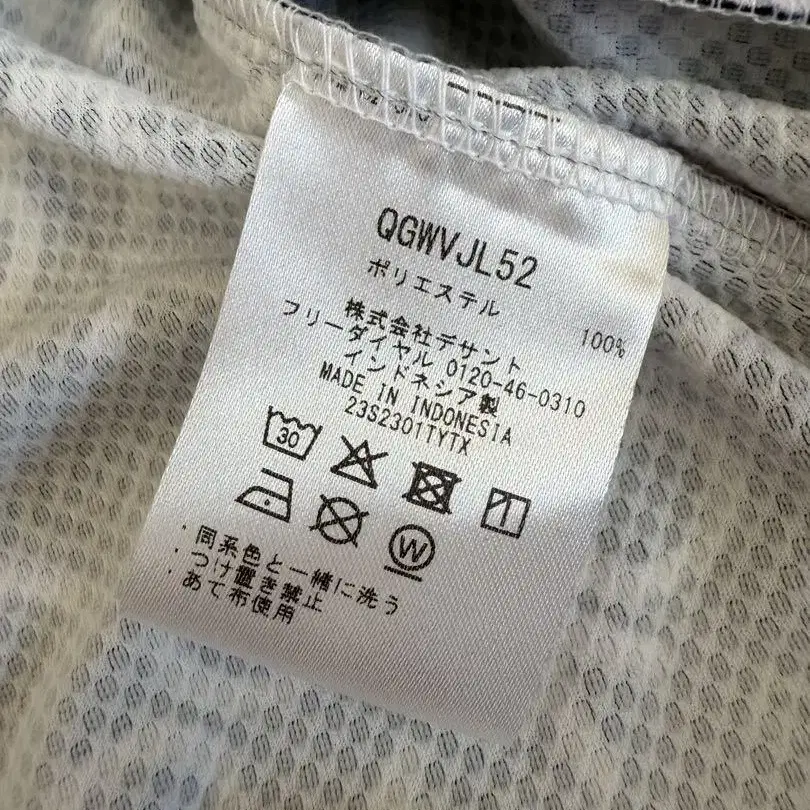 QGWVJL52
ポリエステル 100%
株式会社デサント
フリーダイヤル 0120-46-0310
インドネシア製
MADE IN INDONESIA
23S2301TYTX
30
W
・同系色と一緒に洗う
・つけ置き禁止
・あて布使用